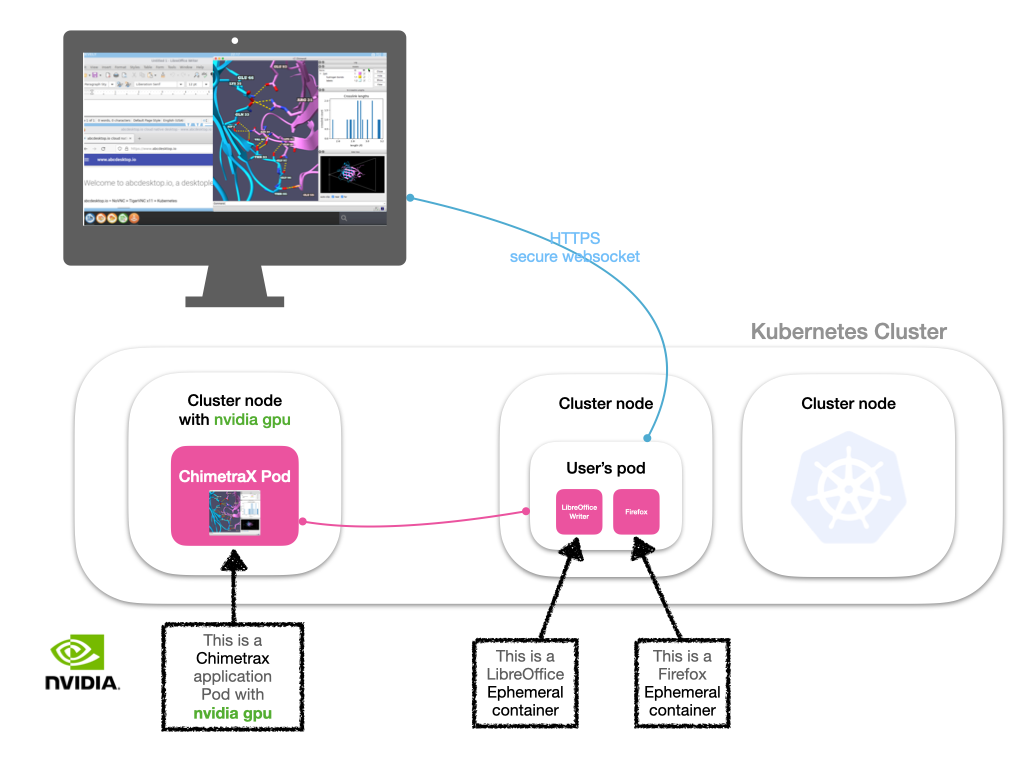 www.abcdesktop.io
Welcome to abcdesktop.io, a
HTTPS
secure websocket
Kubernetes Cluster
Cluster node
with nvidia gpu
ChimetraX Pod
Cluster node
User's pod
LibreOffice
Writer
Firefox
Cluster node
This is a
Chimetrax
application
Pod with
nvidia gpu
This is a
LibreOffice
Ephemeral
container
This is a
Firefox
Ephemeral
container
NVIDIA.